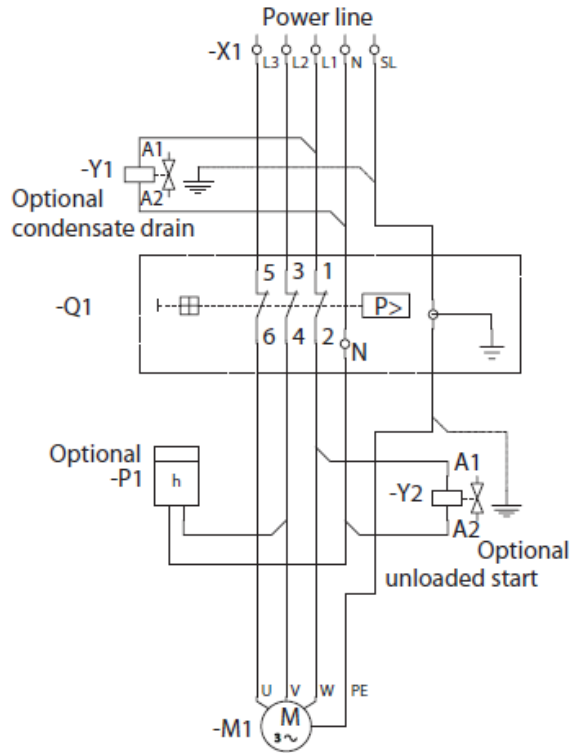 Power line
-X1
L3 L2 L1 N SL
A1
-Y1
A2
Optional
condensate drain
5 3 1
-Q1
P>
6 4 2 N
Optional
-P1
h
A1
-Y2
A2
Optional
unloaded start
U V W PE
-M1
M
3~